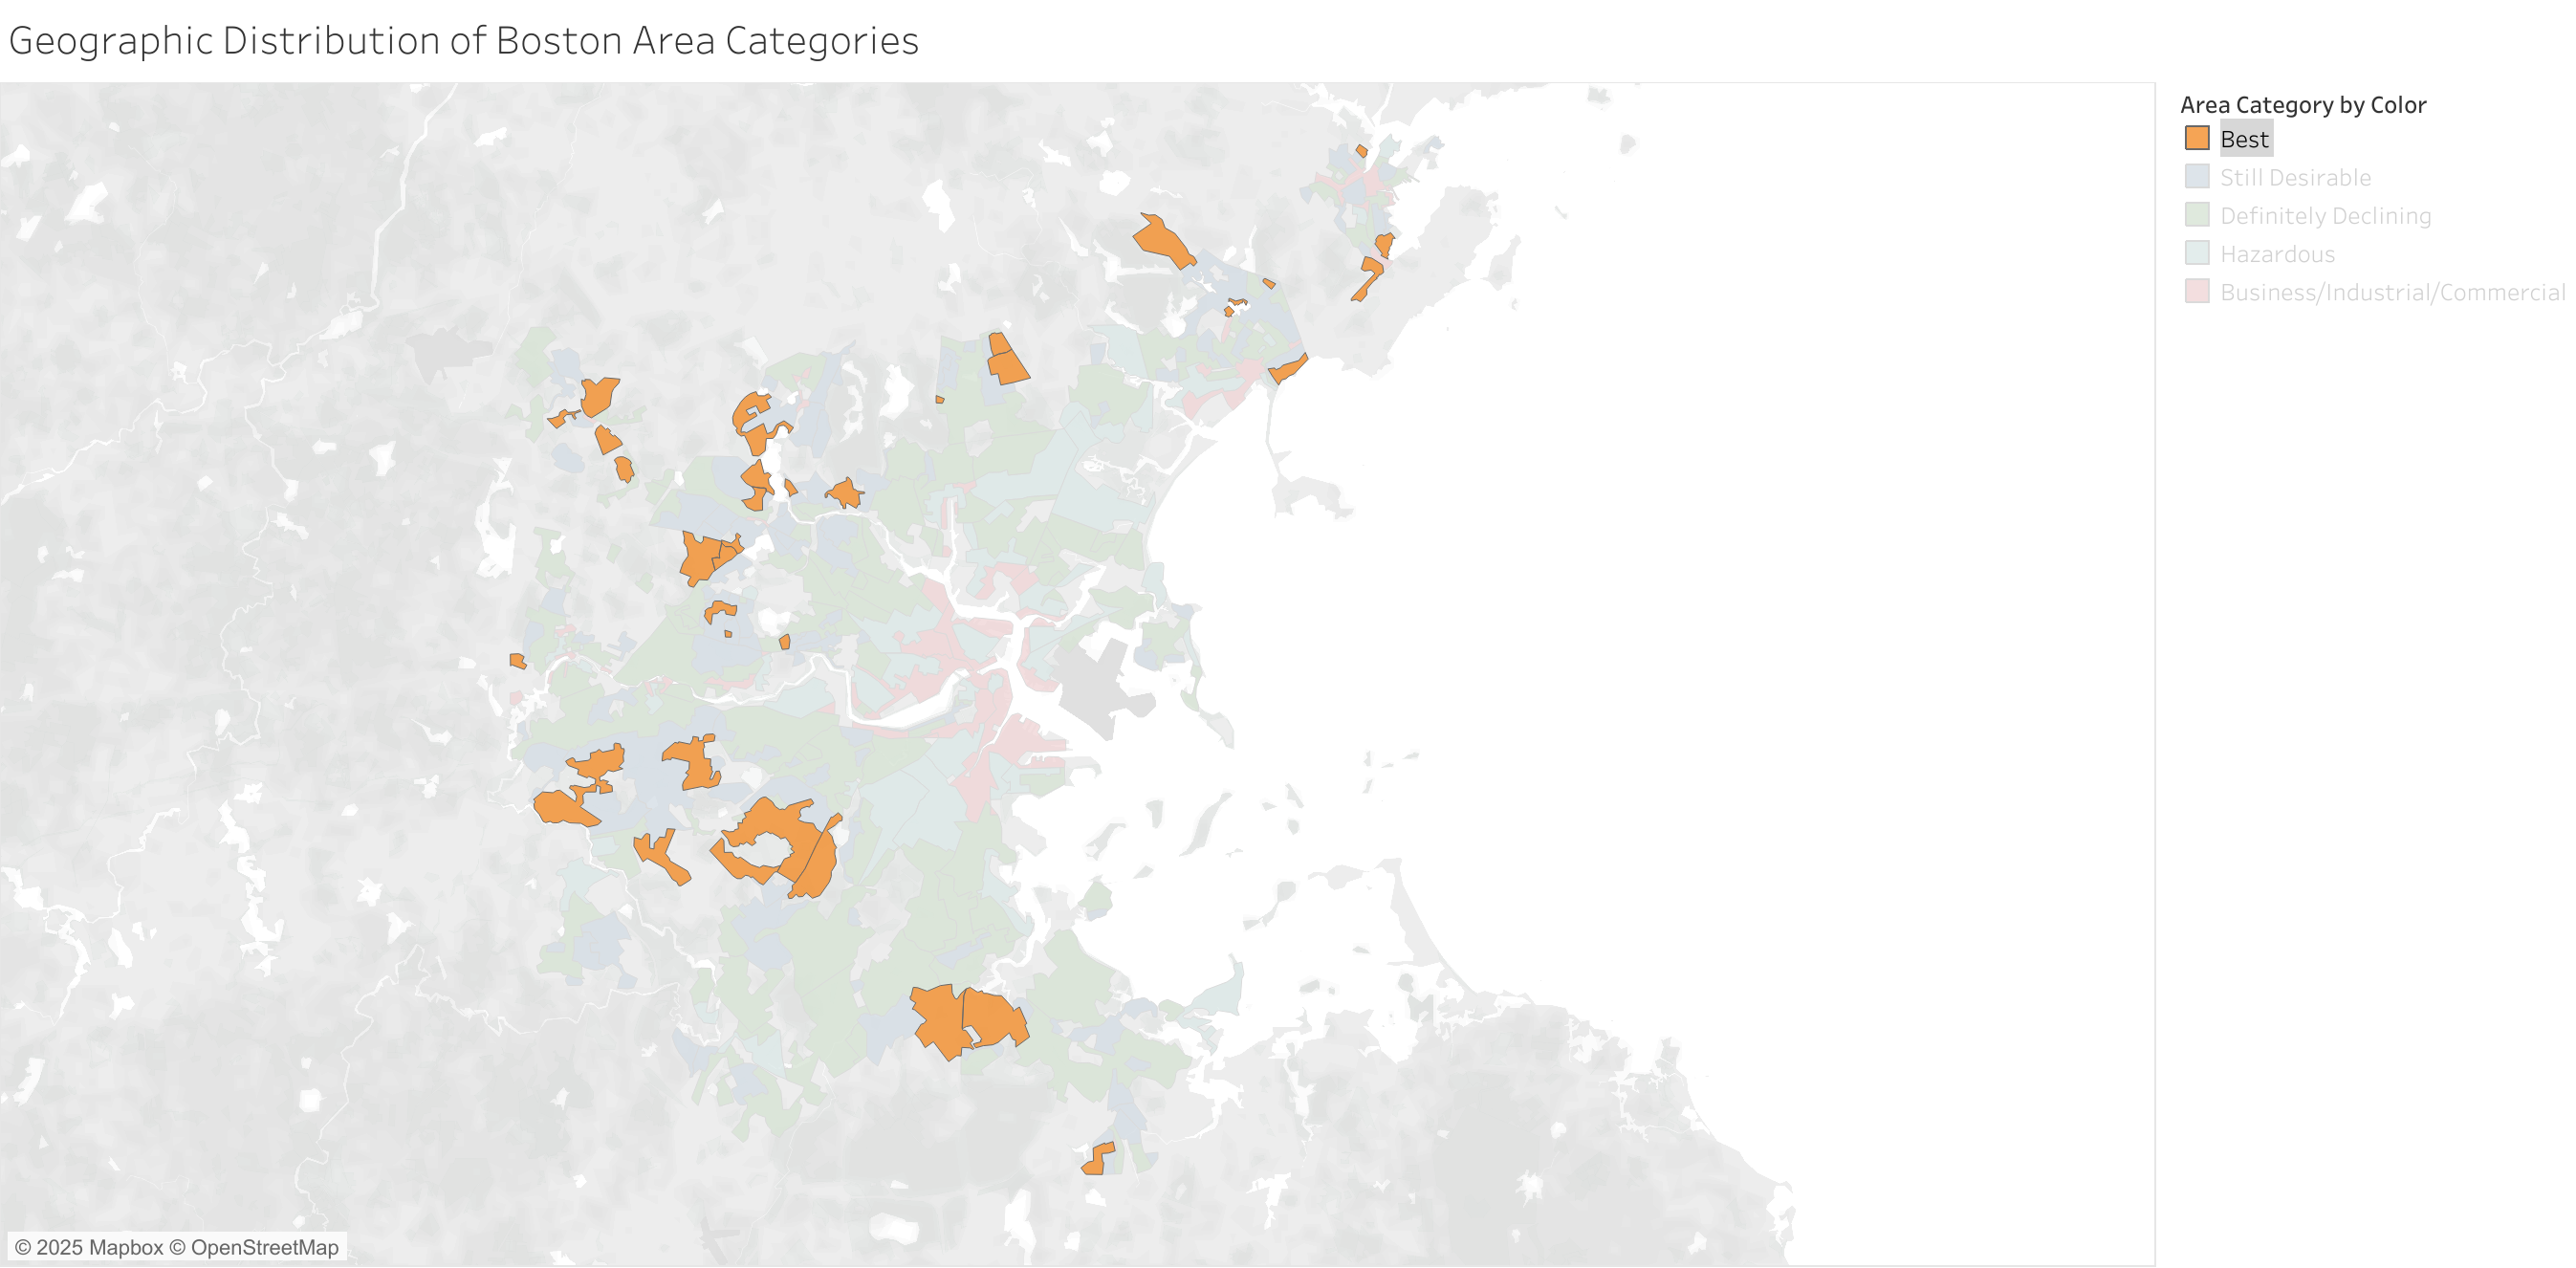 Geographic Distribution of Boston Area Categories
Area Category by Color
Best
Still Desirable
Definitely Declining
Hazardous
Business/Industrial/Commercial
© 2025 Mapbox © OpenStreetMap